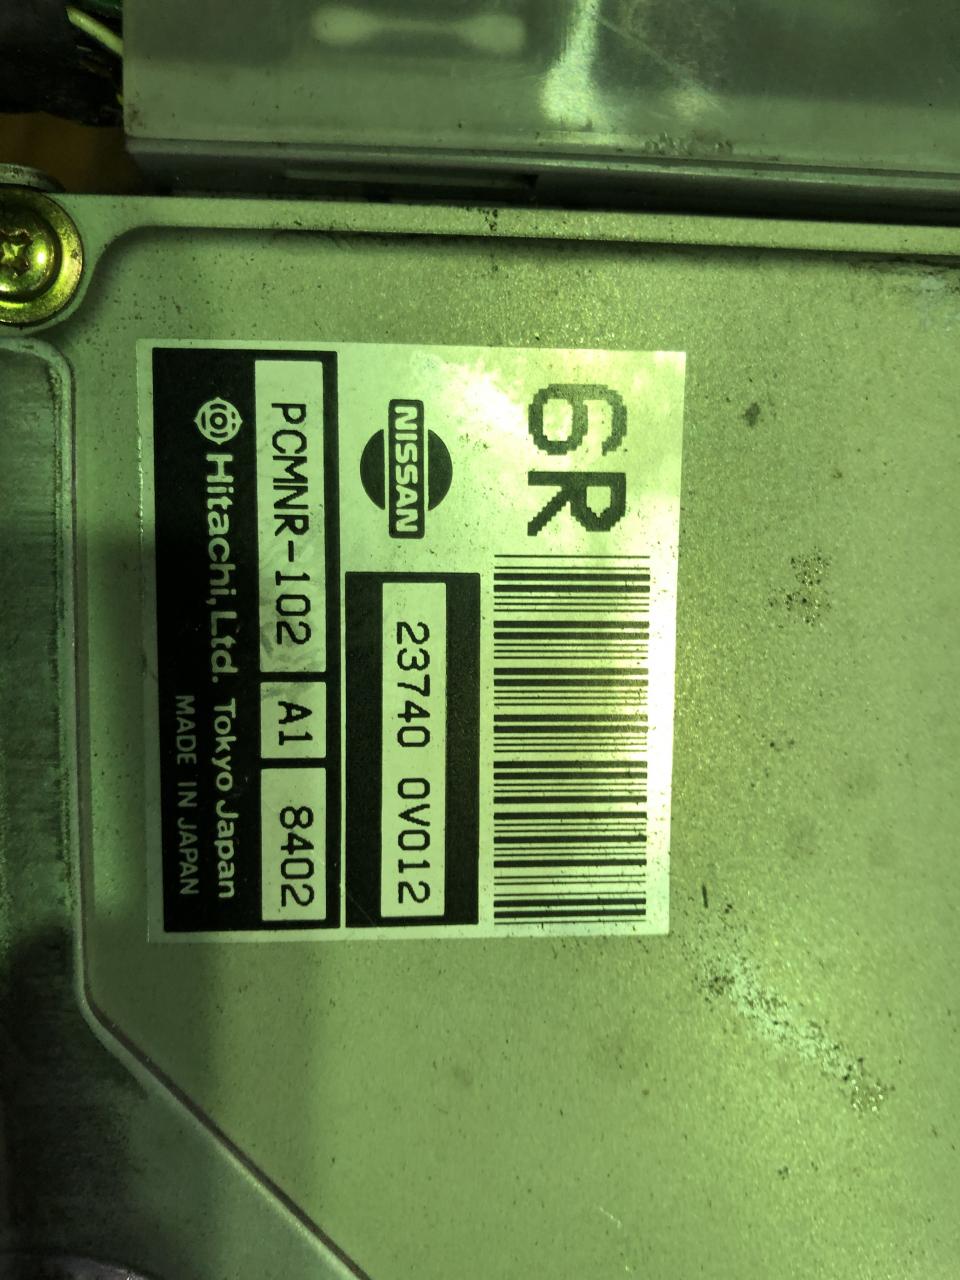 6R
NISSAN
23740 0V012
PCMNR-102 A1 8402
Hitachi, Ltd. Tokyo Japan
MADE IN JAPAN